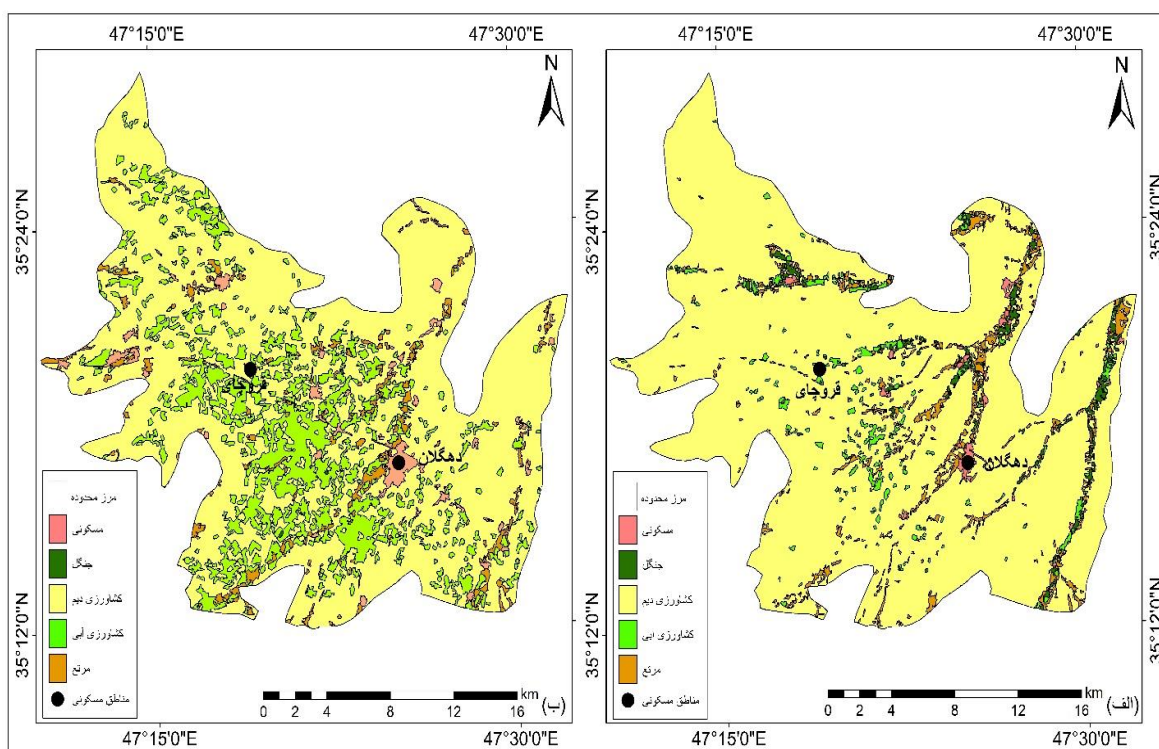 47°15'0"E 47°30'0"E
N
35°24'0"N
قروچای
دهگلان
35°12'0"N
مرز محدوده
مسکونی
جنگل
کشاورزی دیم
کشاورزی آبی
مرتع
مناطق مسکونی
km
0 2 4 8 12 16
(الف)
47°15'0"E 47°30'0"E
47°15'0"E 47°30'0"E
N
35°24'0"N
قروچای
دهگلان
35°12'0"N
مرز محدوده
مسکونی
جنگل
کشاورزی دیم
کشاورزی آبی
مرتع
مناطق مسکونی
km
0 2 4 8 12 16
(ب)
47°15'0"E 47°30'0"E